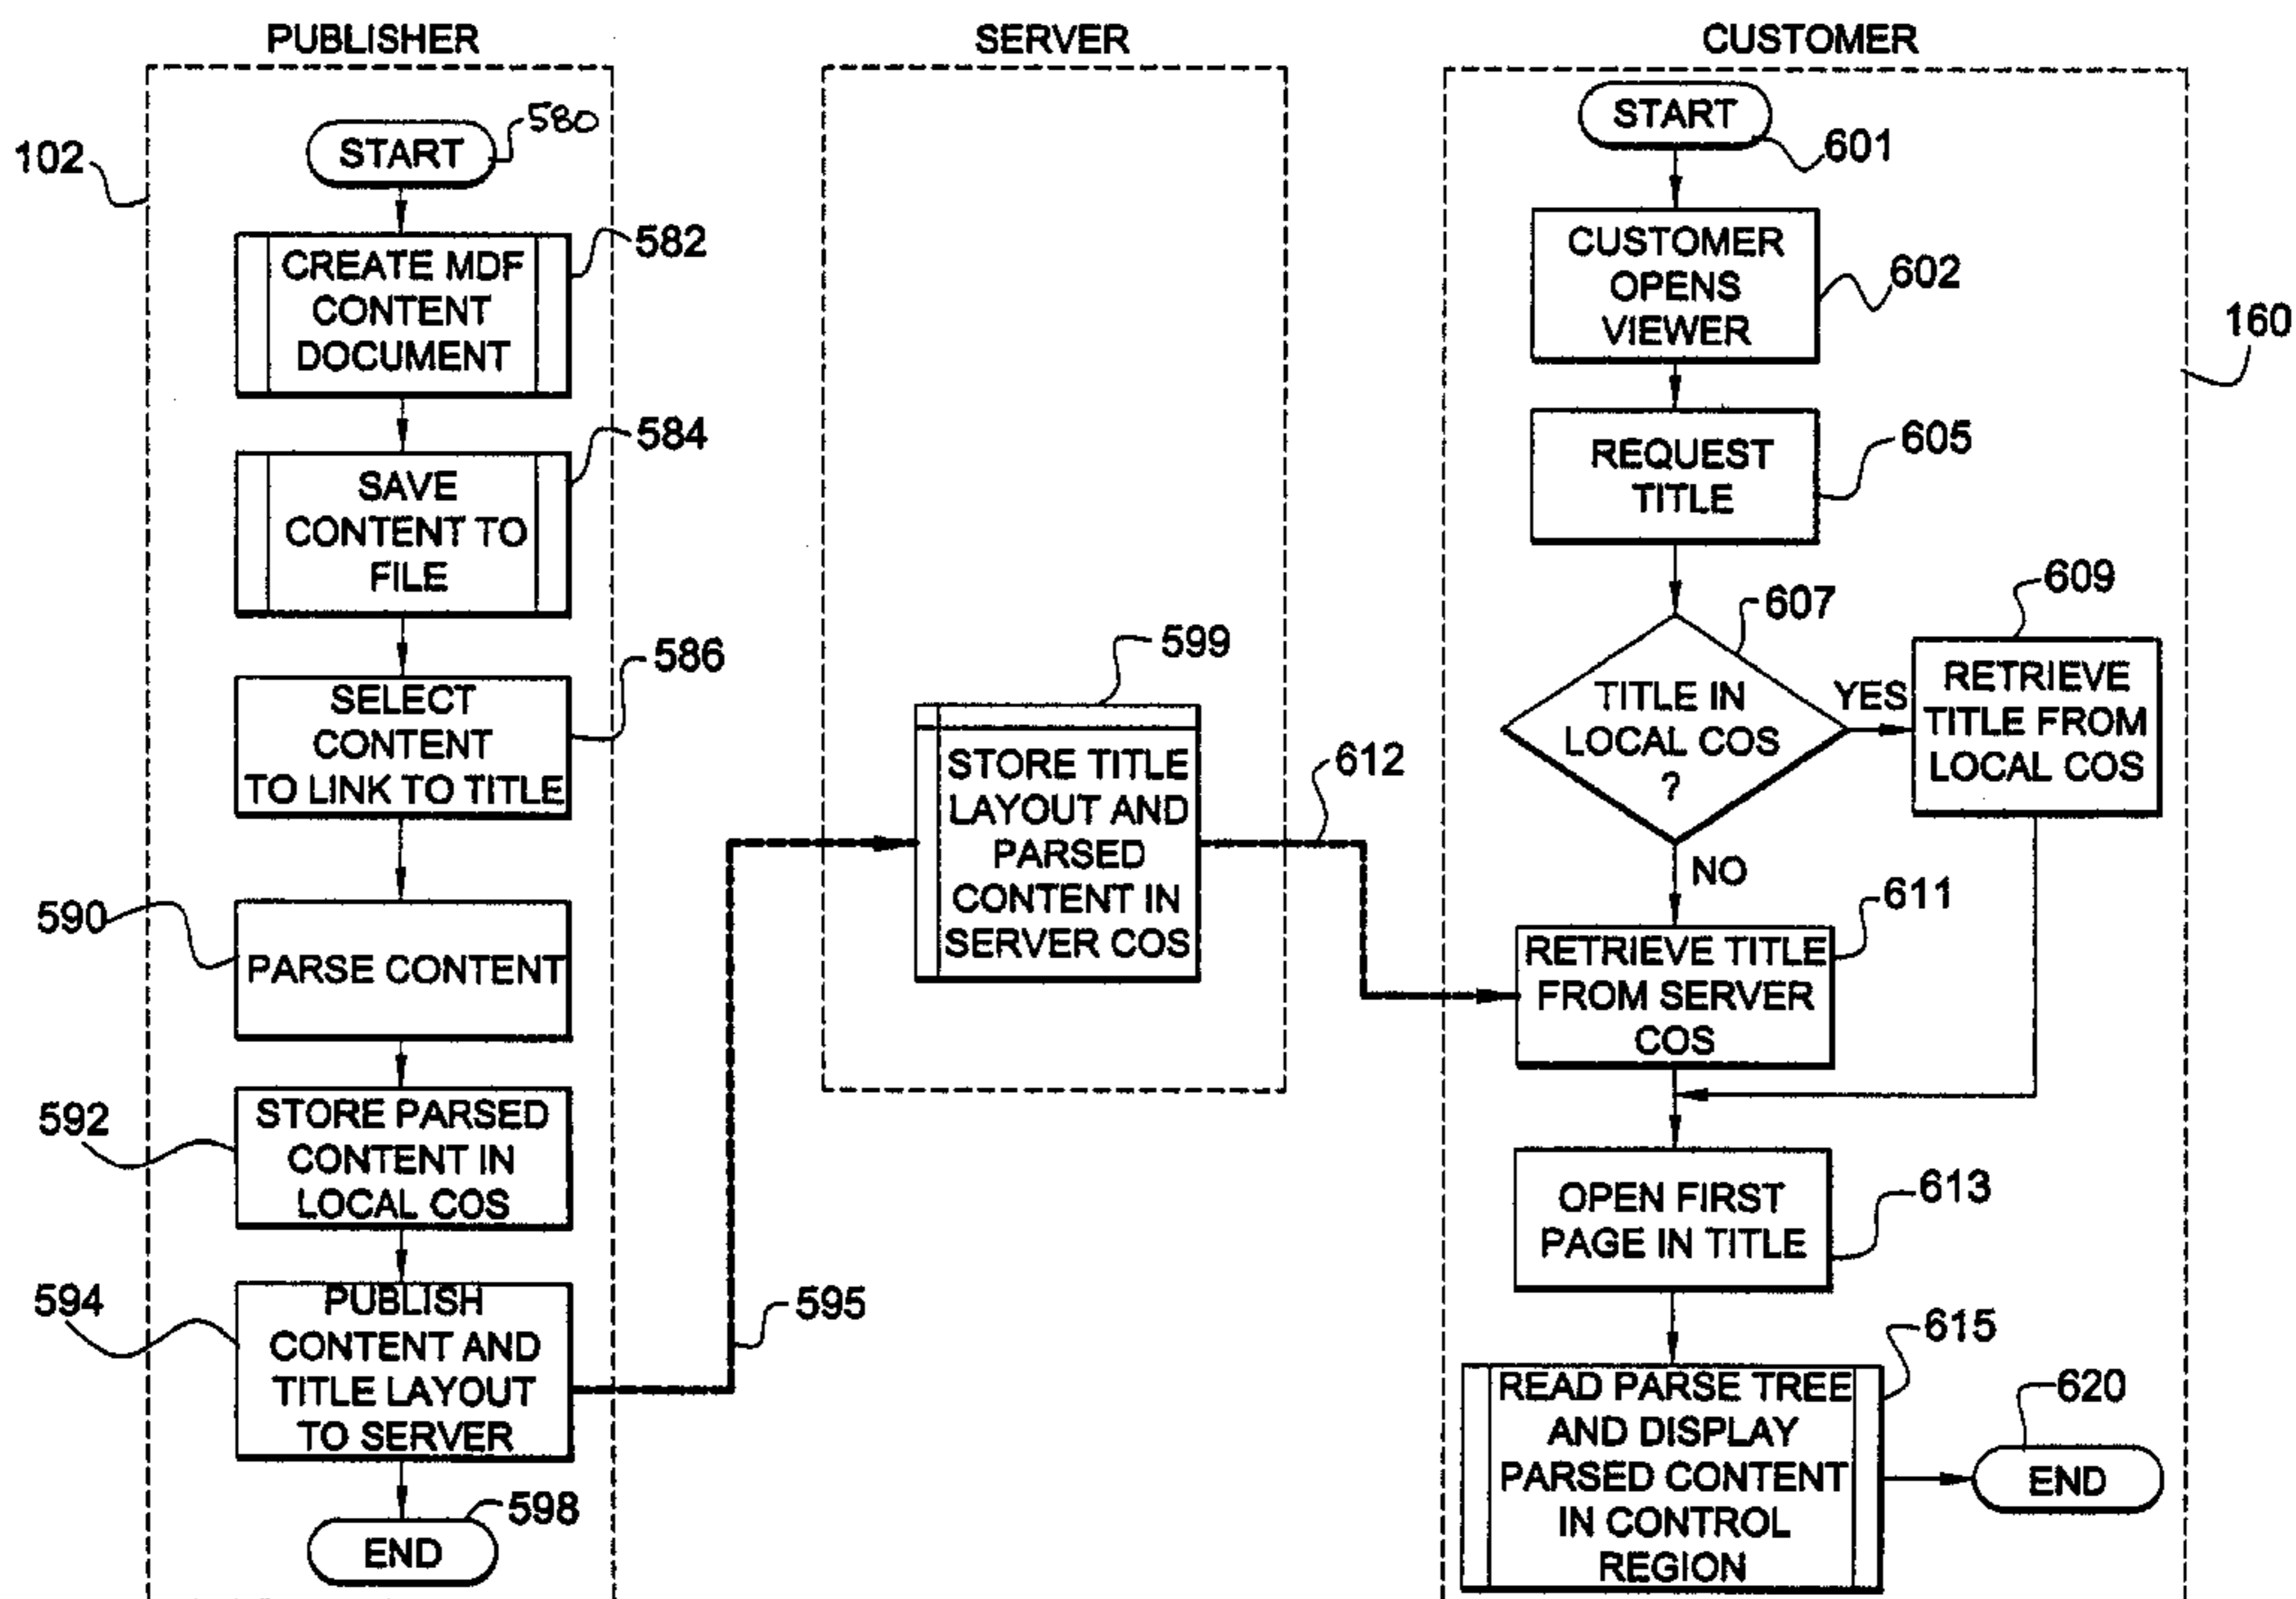 PUBLISHER
102
START
580
CREATE MDF
CONTENT
DOCUMENT
582
SAVE
CONTENT TO
FILE
584
SELECT
CONTENT
TO LINK TO TITLE
586
590
PARSE CONTENT
592
STORE PARSED
CONTENT IN
LOCAL COS
594
PUBLISH
CONTENT AND
TITLE LAYOUT
TO SERVER
595
END
598
SERVER
599
STORE TITLE
LAYOUT AND
PARSED
CONTENT IN
SERVER COS
612
CUSTOMER
160
START
601
CUSTOMER
OPENS
VIEWER
602
REQUEST
TITLE
605
607
TITLE IN
LOCAL COS
?
YES
609
RETRIEVE
TITLE FROM
LOCAL COS
NO
611
RETRIEVE TITLE
FROM SERVER
COS
OPEN FIRST
PAGE IN TITLE
613
615
READ PARSE TREE
AND DISPLAY
PARSED CONTENT
IN CONTROL
REGION
620
END